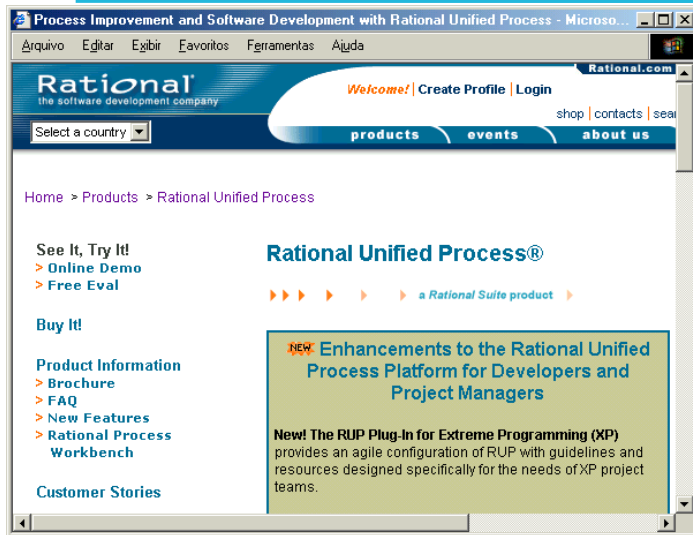 Process Improvement and Software Development with Rational Unified Process - Microso...
Arquivo Editar Exibir Favoritos Ferramentas Ajuda
Rational.com
Rational
the software development company
Welcome! | Create Profile | Login
shop | contacts | sea
Select a country
products events about us
Home > Products > Rational Unified Process
See It, Try It!
> Online Demo
> Free Eval
Buy It!
Product Information
> Brochure
> FAQ
> New Features
> Rational Process
Workbench
Customer Stories
Rational Unified Process®
a Rational Suite product
NEW Enhancements to the Rational Unified
Process Platform for Developers and
Project Managers
New! The RUP Plug-In for Extreme Programming (XP)
provides an agile configuration of RUP with guidelines and
resources designed specifically for the needs of XP project
teams.